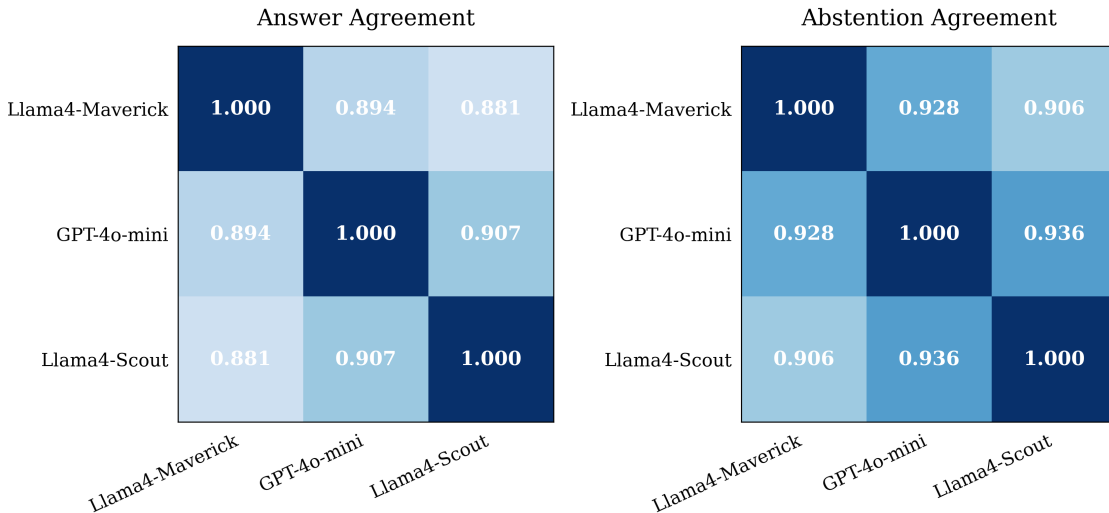 Answer Agreement
Llama4-Maverick 1.000 0.894 0.881
GPT-4o-mini 0.894 1.000 0.907
Llama4-Scout 0.881 0.907 1.000
Llama4-Maverick GPT-4o-mini Llama4-Scout
Abstention Agreement
Llama4-Maverick 1.000 0.928 0.906
GPT-4o-mini 0.928 1.000 0.936
Llama4-Scout 0.906 0.936 1.000
Llama4-Maverick GPT-4o-mini Llama4-Scout